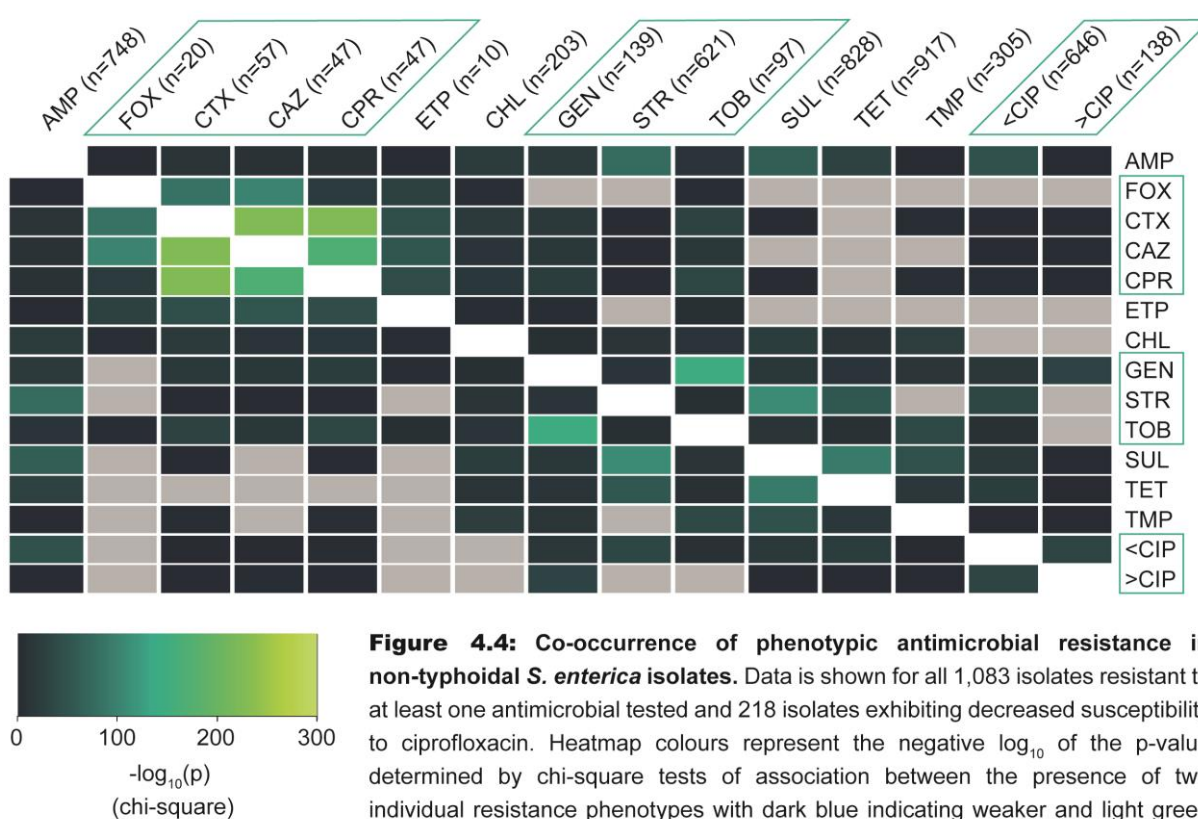 AMP (n=748)
FOX (n=20)
CTX (n=57)
CAZ (n=47)
CPR (n=47)
ETP (n=10)
CHL (n=203)
GEN (n=139)
STR (n=621)
TOB (n=97)
SUL (n=828)
TET (n=917)
TMP (n=305)
<CIP (n=646)
>CIP (n=138)
AMP
FOX
CTX
CAZ
CPR
ETP
CHL
GEN
STR
TOB
SUL
TET
TMP
<CIP
>CIP
0 100 200 300
-log10(p)
(chi-square)
Figure 4.4: Co-occurrence of phenotypic antimicrobial resistance i
non-typhoidal S. enterica isolates. Data is shown for all 1,083 isolates resistant t
at least one antimicrobial tested and 218 isolates exhibiting decreased susceptibilit
to ciprofloxacin. Heatmap colours represent the negative log10 of the p-valu
determined by chi-square tests of association between the presence of tw
individual resistance phenotypes with dark blue indicating weaker and light gree